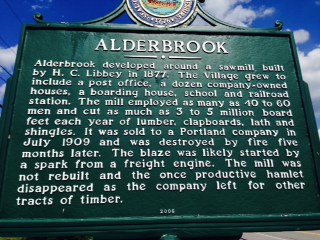 ALDERBROOK
Alderbrook developed around a sawmill built
by H. C. Libbey in 1877. The Village grew to
include a post office, a dozen company-owned
houses, a boarding house, school and railroad
station. The mill employed as many as 40 to 60
men and cut as much as 3 to 5 million board
feet each year of lumber, clapboards, lath and
shingles. It was sold to a Portland company in
July 1909 and was destroyed by fire five
months later. The blaze was likely started by
a spark from a freight engine. The mill was
not rebuilt and the once productive hamlet
disappeared as the company left for other
tracts of timber.
2006